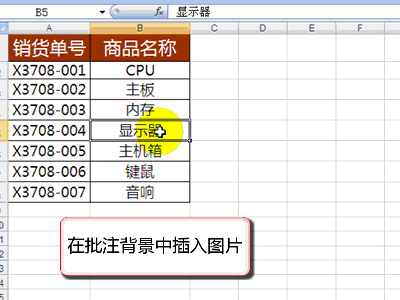 B5 fx 显示器
A B C D E F
销货单号 商品名称
X3708-001 CPU
X3708-002 主板
X3708-003 内存
X3708-004 显示器
X3708-005 主机箱
X3708-006 键鼠
X3708-007 音响
在批注背景中插入图片